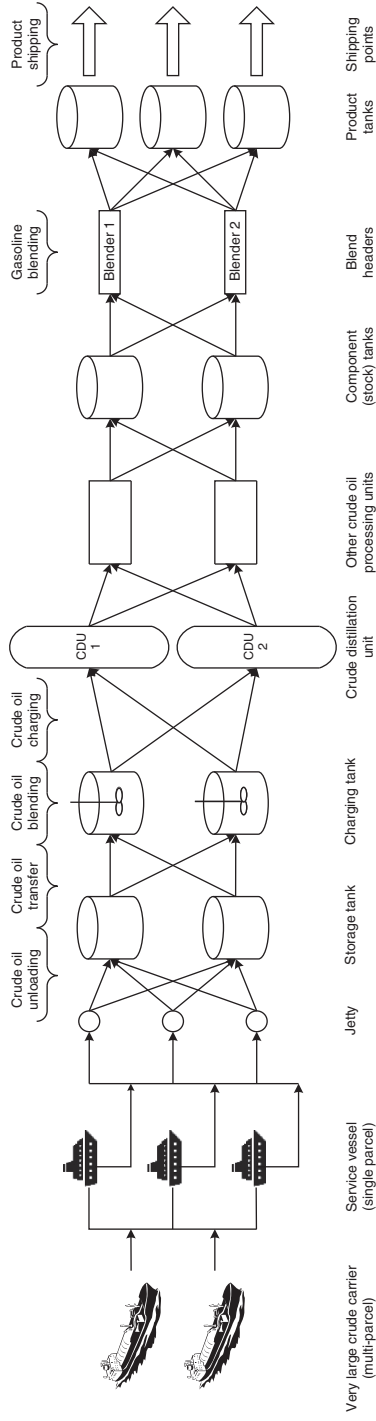 Crude oil
unloading
Crude oil
transfer
Crude oil
blending
Crude oil
charging
Gasoline
blending
Product
shipping
CDU
1
CDU
2
Blender 1
Blender 2
Very large crude carrier
(multi-parcel)
Service vessel
(single parcel)
Jetty
Storage tank
Charging tank
Crude distiliation
unit
Other crude oil
processing units
Component
(stock) tanks
Blend
headers
Product
tanks
Shipping
points